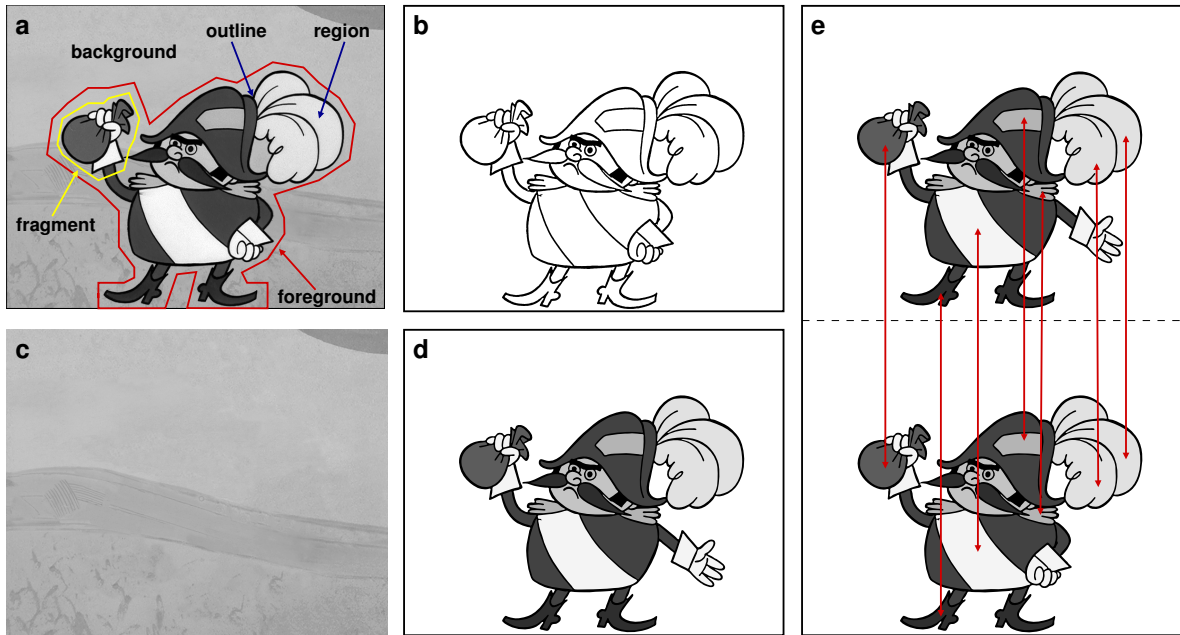 a
outline
region
background
fragment
foreground
b
c
d
e